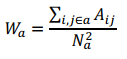 W_a = \frac{\sum_{i,j \in a} A_{ij}}{N_a^2}